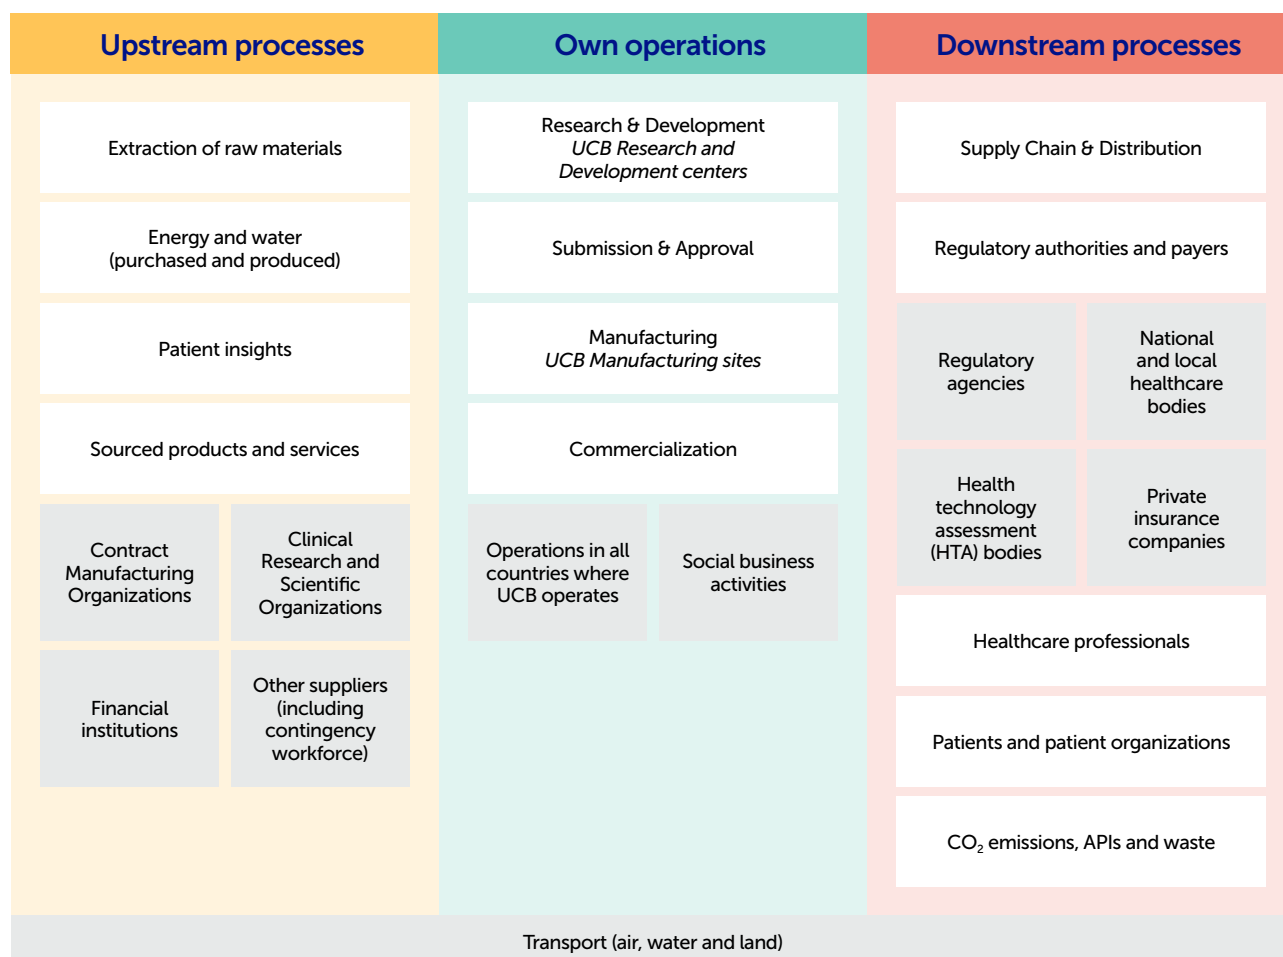 Upstream processes
Own operations
Downstream processes
Extraction of raw materials
Energy and water
(purchased and produced)
Patient insights
Sourced products and services
Contract
Manufacturing
Organizations
Clinical
Research and
Scientific
Organizations
Financial
institutions
Other suppliers
(including
contingency
workforce)
Research & Development
UCB Research and
Development centers
Submission & Approval
Manufacturing
UCB Manufacturing sites
Commercialization
Operations in all
countries where
UCB operates
Social business
activities
Supply Chain & Distribution
Regulatory authorities and payers
Regulatory
agencies
National
and local
healthcare
bodies
Health
technology
assessment
(HTA) bodies
Private
insurance
companies
Healthcare professionals
Patients and patient organizations
CO₂ emissions, APIs and waste
Transport (air, water and land)